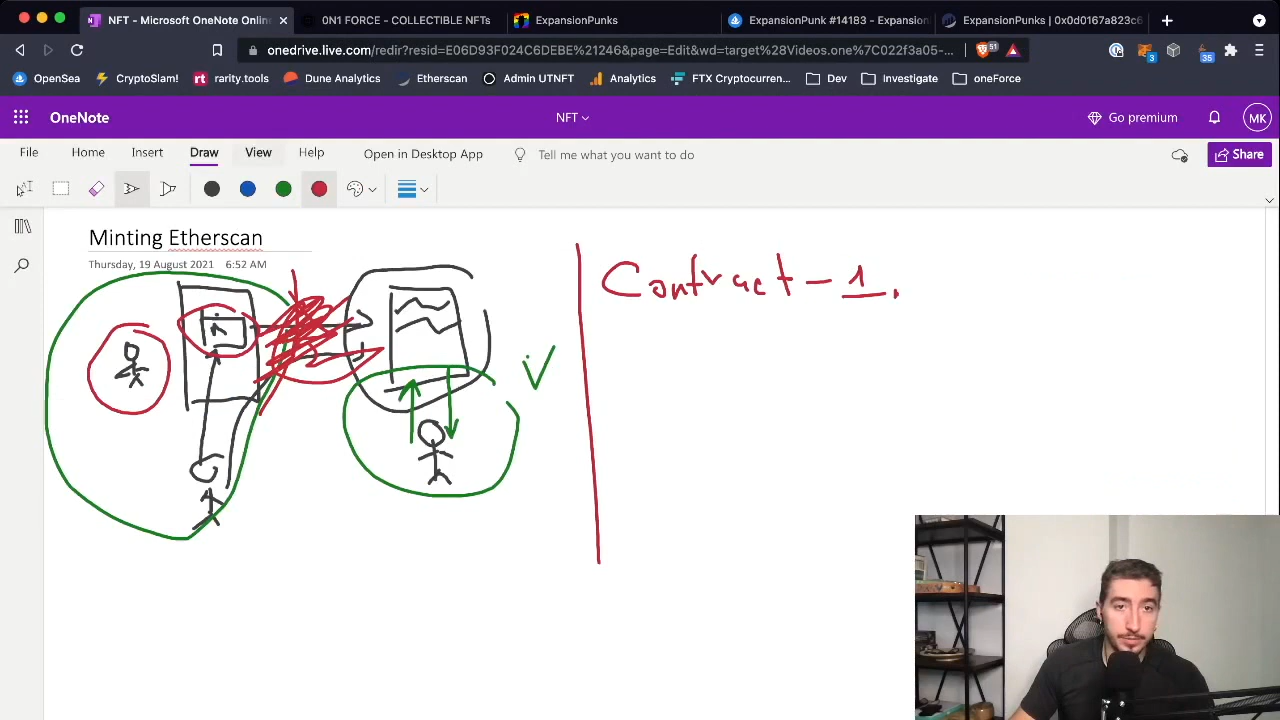 NFT - Microsoft OneNote Online
0N1 FORCE - COLLECTIBLE NFTs
ExpansionPunks
ExpansionPunk #14183 - Expansion
ExpansionPunks | 0x0d0167a823c6
onedrive.live.com/redir?resid=E06D93F024C6DEBE%21246&page=Edit&wd=target%28Videos.one%7C022f3a05-...
51
3
35
OpenSea
CryptoSlam!
rt rarity.tools
Dune Analytics
Etherscan
Admin UTNFT
Analytics
FTX Cryptocurren...
Dev
Investigate
oneForce
OneNote
NFT
Go premium
MK
File
Home
Insert
Draw
View
Help
Open in Desktop App
Tell me what you want to do
Share
Minting Etherscan
Thursday, 19 August 2021
6:52 AM
Contract - 1.